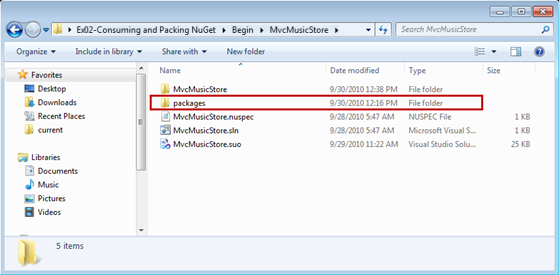 Ex02-Consuming and Packing NuGet Begin MvcMusicStore Search MvcMusicStore
Organize Include in library Share with New folder
Favorites
Desktop
Downloads
Recent Places
current
Libraries
Documents
Music
Pictures
Videos
Name Date modified Type Size
MvcMusicStore 9/30/2010 12:38 PM File folder
packages 9/30/2010 12:16 PM File folder
MvcMusicStore.nuspec 9/28/2010 5:47 AM NUSPEC File 1 KB
MvcMusicStore.sln 9/28/2010 5:47 AM Microsoft Visual S... 1 KB
MvcMusicStore.suo 9/29/2010 11:22 AM Visual Studio Solu... 25 KB
5 items